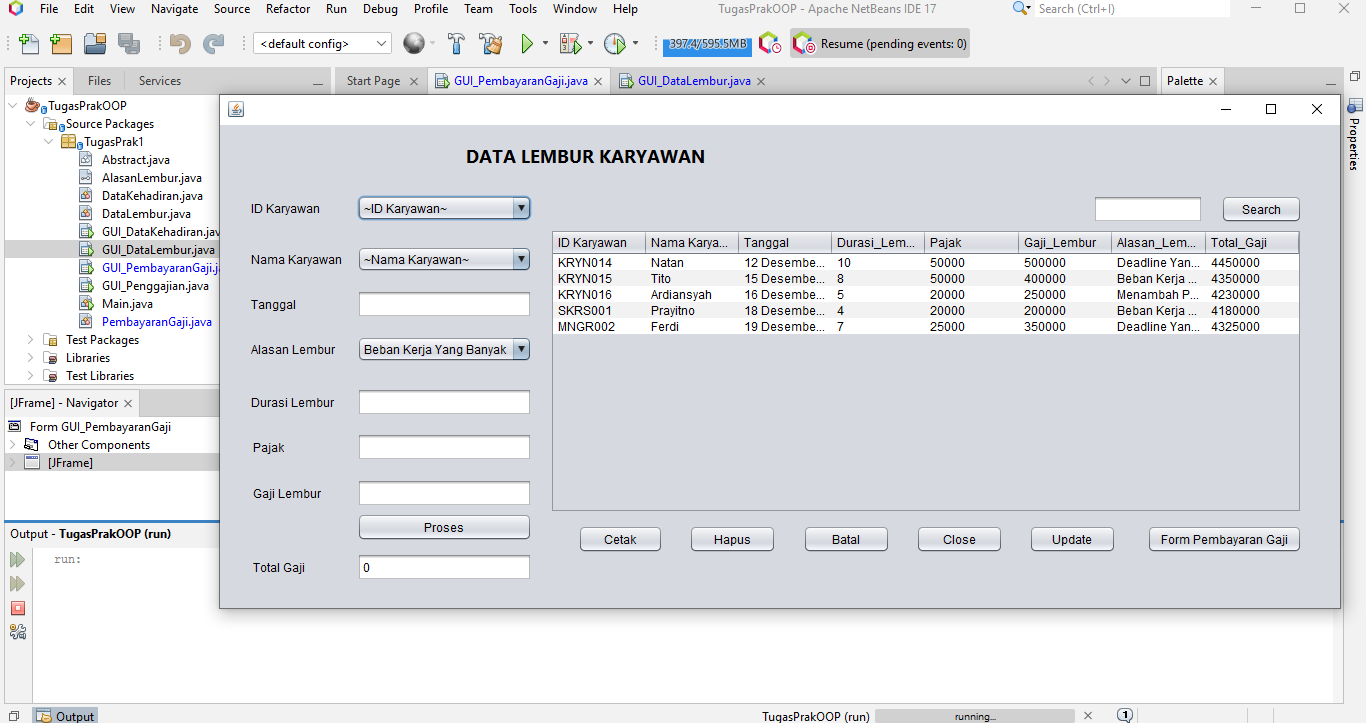 File Edit View Navigate Source Refactor Run Debug Profile Team Tools Window Help
TugasPrakOOP - Apache NetBeans IDE 17
Search (Ctrl+I)
<default config>
397.4/595.5MB
Resume (pending events: 0)
Projects Files Services
Start Page GUI_PembayaranGaji.java GUI_DataLembur.java
Palette
Properties
TugasPrakOOP
Source Packages
TugasPrak1
Abstract.java
AlasanLembur.java
DataKehadiran.java
DataLembur.java
GUI_DataKehadiran.jav
GUI_DataLembur.java
GUI_PembayaranGaji.ja
GUI_Penggajian.java
Main.java
PembayaranGaji.java
Test Packages
Libraries
Test Libraries
[JFrame] - Navigator
Form GUI_PembayaranGaji
Other Components
[JFrame]
Output - TugasPrakOOP (run)
run:
DATA LEMBUR KARYAWAN
ID Karyawan ~ID Karyawan~
Nama Karyawan ~Nama Karyawan~
Tanggal
Alasan Lembur Beban Kerja Yang Banyak
Durasi Lembur
Pajak
Gaji Lembur
Proses
Total Gaji 0
Search
ID Karyawan Nama Karya... Tanggal Durasi_Lem... Pajak Gaji_Lembur Alasan_Lem... Total_Gaji
KRYN014 Natan 12 Desembe... 10 50000 500000 Deadline Yan... 4450000
KRYN015 Tito 15 Desembe... 8 50000 400000 Beban Kerja ... 4350000
KRYN016 Ardiansyah 16 Desembe... 5 20000 250000 Menambah P... 4230000
SKRS001 Prayitno 18 Desembe... 4 20000 200000 Beban Kerja ... 4180000
MNGR002 Ferdi 19 Desembe... 7 25000 350000 Deadline Yan... 4325000
Cetak Hapus Batal Close Update Form Pembayaran Gaji
Output
TugasPrakOOP (run) running... 1